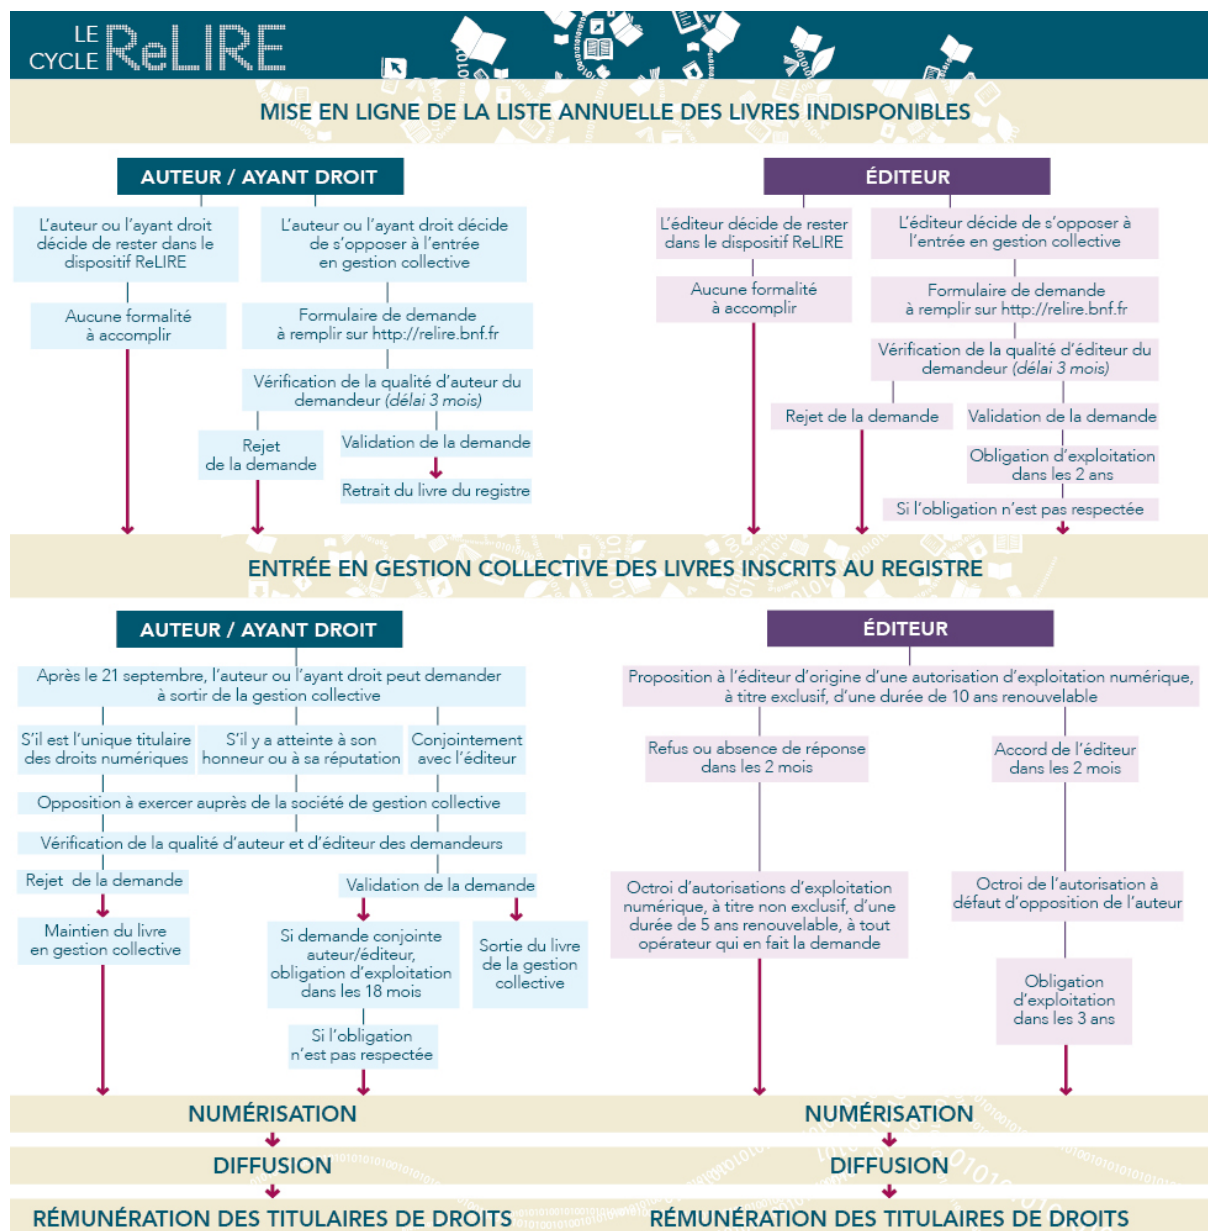 LE
CYCLE ReLIRE
MISE EN LIGNE DE LA LISTE ANNUELLE DES LIVRES INDISPONIBLES
AUTEUR / AYANT DROIT
L'auteur ou l'ayant droit
décide de rester dans le
dispositif ReLIRE
Aucune formalité
à accomplir
L'auteur ou l'ayant droit décide
de s'opposer à l'entrée
en gestion collective
Formulaire de demande
à remplir sur http://relire.bnf.fr
Vérification de la qualité d'auteur du
demandeur (délai 3 mois)
Rejet
de la demande
Validation de la demande
Retrait du livre du registre
ÉDITEUR
L'éditeur décide de rester
dans le dispositif ReLIRE
Aucune formalité
à accomplir
L'éditeur décide de s'opposer à
l'entrée en gestion collective
Formulaire de demande
à remplir sur http://relire.bnf.fr
Vérification de la qualité d'éditeur du
demandeur (délai 3 mois)
Rejet de la demande
Validation de la demande
Obligation d'exploitation
dans les 2 ans
Si l'obligation n'est pas respectée
ENTRÉE EN GESTION COLLECTIVE DES LIVRES INSCRITS AU REGISTRE
AUTEUR / AYANT DROIT
Après le 21 septembre, l'auteur ou l'ayant droit peut demander
à sortir de la gestion collective
S'il est l'unique titulaire
des droits numériques
S'il y a atteinte à son
honneur ou à sa réputation
Conjointement
avec l'éditeur
Opposition à exercer auprès de la société de gestion collective
Vérification de la qualité d'auteur et d'éditeur des demandeurs
Rejet de la demande
Maintien du livre
en gestion collective
Validation de la demande
Si demande conjointe
auteur/éditeur,
obligation d'exploitation
dans les 18 mois
Si l'obligation
n'est pas respectée
Sortie du livre
de la gestion
collective
ÉDITEUR
Proposition à l'éditeur d'origine d'une autorisation d'exploitation numérique,
à titre exclusif, d'une durée de 10 ans renouvelable
Refus ou absence de réponse
dans les 2 mois
Octroi d'autorisations d'exploitation
numérique, à titre non exclusif, d'une
durée de 5 ans renouvelable, à tout
opérateur qui en fait la demande
Accord de l'éditeur
dans les 2 mois
Octroi de l'autorisation à
défaut d'opposition de l'auteur
Obligation
d'exploitation
dans les 3 ans
NUMÉRISATION
NUMÉRISATION
DIFFUSION
DIFFUSION
RÉMUNÉRATION DES TITULAIRES DE DROITS
RÉMUNÉRATION DES TITULAIRES DE DROITS